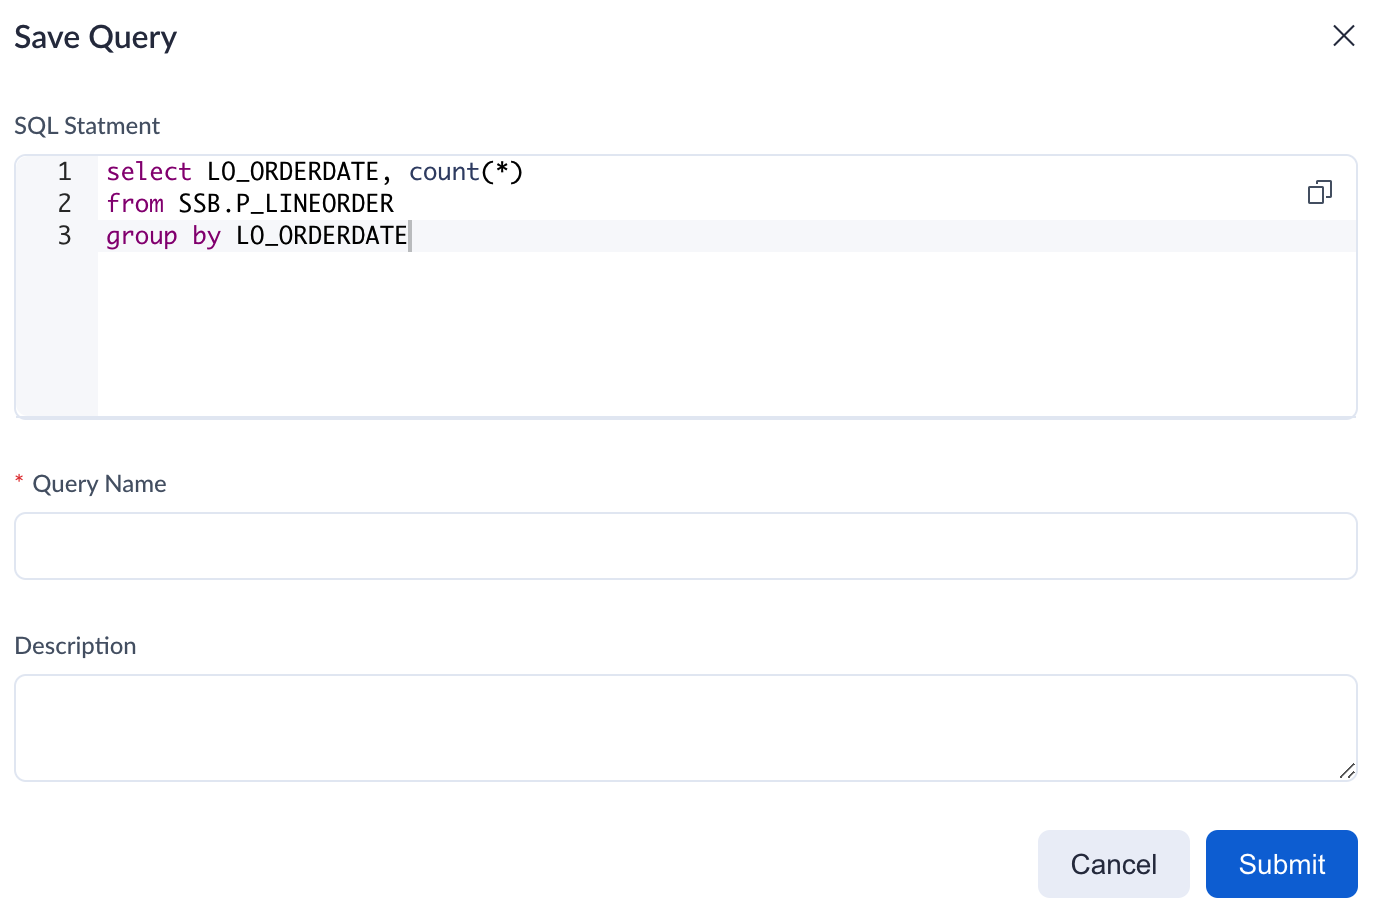 Save Query
SQL Statment
1 select LO_ORDERDATE, count(*)
2 from SSB.P_LINEORDER
3 group by LO_ORDERDATE
* Query Name
Description
Cancel Submit